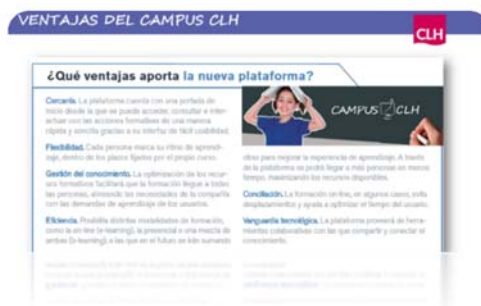 VENTAJAS DEL CAMPUS CLH
CLH
¿Qué ventajas aporta la nueva plataforma?
Cercanía. La plataforma cuenta con una portada de
inicio desde la que se puede acceder, consultar e inter-
actuar con las acciones formativas de una manera
rápida y sencilla gracias a su interfaz de fácil usabilidad.
Flexibilidad. Cada persona marca su ritmo de aprendi-
zaje, dentro de los plazos fijados por el propio curso.
Gestión del conocimiento. La optimización de los recur-
sos formativos facilitará que la formación llegue a todas
las personas, alineando las necesidades de la compañía
con las demandas de aprendizaje de los usuarios.
Eficiencia. Posibilita distintas modalidades de formación,
como la on-line (e-learning), la presencial o una mezcla de
ambas (b-learning), a las que en el futuro se irán sumando
CAMPUS CLH
otras para mejorar la experiencia de aprendizaje. A través
de la plataforma se podrá llegar a más personas en menos
tiempo, maximizando los recursos disponibles.
Conciliación. La formación on-line, en algunos casos, evita
desplazamientos y ayuda a optimizar el tiempo del usuario.
Vanguardia tecnológica. La plataforma proveerá de herra-
mientas colaborativas con las que compartir y conectar el
conocimiento.